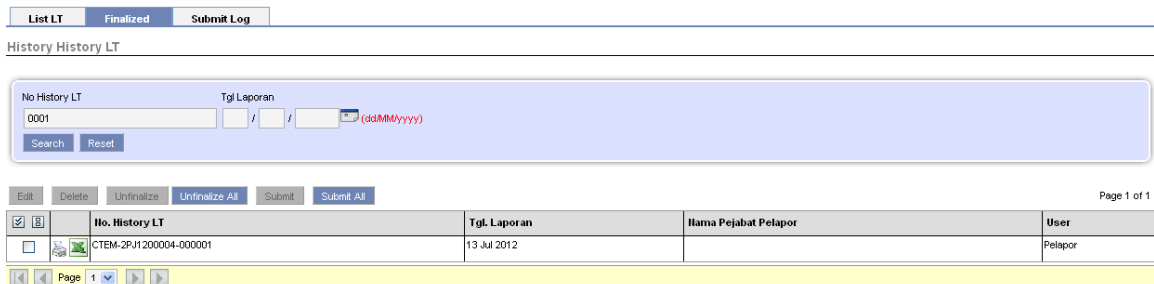 List LT Finalized Submit Log
History History LT
No History LT Tgl Laporan
0001 / / (dd/MM/yyyy)
Search Reset
Edit Delete Unfinalize Unfinalize All Submit Submit All Page 1 of 1
No. History LT Tgl. Laporan Nama Pejabat Pelapor User
CTEM-2PJ1200004-000001 13 Jul 2012 Pelapor
Page 1